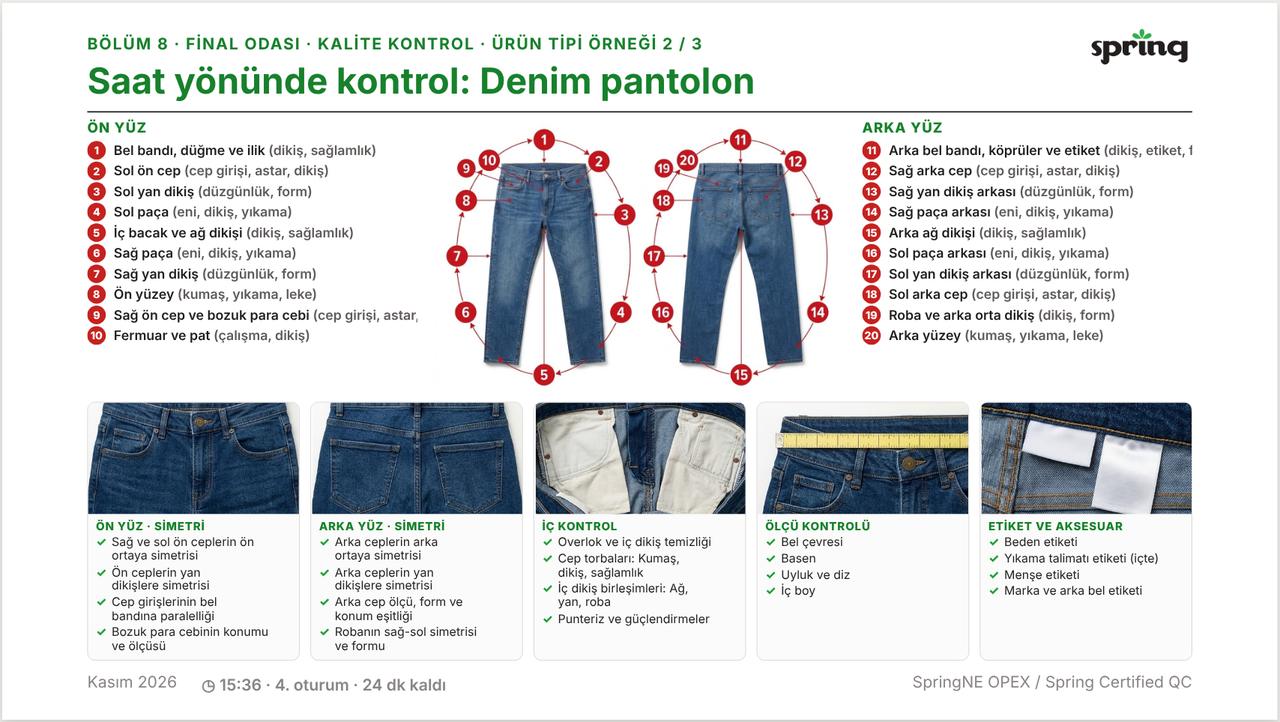 BÖLÜM 8 · FİNAL ODASI · KALİTE KONTROL · ÜRÜN TİPİ ÖRNEĞİ 2 / 3
spring
Saat yönünde kontrol: Denim pantolon
ÖN YÜZ
1 Bel bandı, düğme ve ilik (dikiş, sağlamlık)
2 Sol ön cep (cep girişi, astar, dikiş)
3 Sol yan dikiş (düzgünlük, form)
4 Sol paça (eni, dikiş, yıkama)
5 İç bacak ve ağ dikişi (dikiş, sağlamlık)
6 Sağ paça (eni, dikiş, yıkama)
7 Sağ yan dikiş (düzgünlük, form)
8 Ön yüzey (kumaş, yıkama, leke)
9 Sağ ön cep ve bozuk para cebi (cep girişi, astar,
10 Fermuar ve pat (çalışma, dikiş)
1
2
3
4
5
6
7
8
9
10
11
12
13
14
15
16
17
18
19
20
ARKA YÜZ
11 Arka bel bandı, köprüler ve etiket (dikiş, etiket,
12 Sağ arka cep (cep girişi, astar, dikiş)
13 Sağ yan dikiş arkası (düzgünlük, form)
14 Sağ paça arkası (eni, dikiş, yıkama)
15 Arka ağ dikişi (dikiş, sağlamlık)
16 Sol paça arkası (eni, dikiş, yıkama)
17 Sol yan dikiş arkası (düzgünlük, form)
18 Sol arka cep (cep girişi, astar, dikiş)
19 Roba ve arka orta dikiş (dikiş, form)
20 Arka yüzey (kumaş, yıkama, leke)
ÖN YÜZ · SİMETRİ
✓ Sağ ve sol ön ceplerin ön
ortaya simetrisi
✓ Ön ceplerin yan
dikişlere simetrisi
✓ Cep girişlerinin bel
bandına paralelliği
✓ Bozuk para cebinin konumu
ve ölçüsü
ARKA YÜZ · SİMETRİ
✓ Arka ceplerin arka
ortaya simetrisi
✓ Arka ceplerin yan
dikişlere simetrisi
✓ Arka cep ölçü, form ve
konum eşitliği
✓ Robanın sağ-sol simetrisi
ve formu
İÇ KONTROL
✓ Overlok ve iç dikiş temizliği
✓ Cep torbaları: Kumaş,
dikiş, sağlamlık
✓ İç dikiş birleşimleri: Ağ,
yan, roba
✓ Punteriz ve güçlendirmeler
ÖLÇÜ KONTROLÜ
✓ Bel çevresi
✓ Basen
✓ Uyluk ve diz
✓ İç boy
ETİKET VE AKSESUAR
✓ Beden etiketi
✓ Yıkama talimatı etiketi (içte)
✓ Menşe etiketi
✓ Marka ve arka bel etiketi
Kasım 2026
15:36 · 4. oturum · 24 dk kaldı
SpringNE OPEX / Spring Certified QC